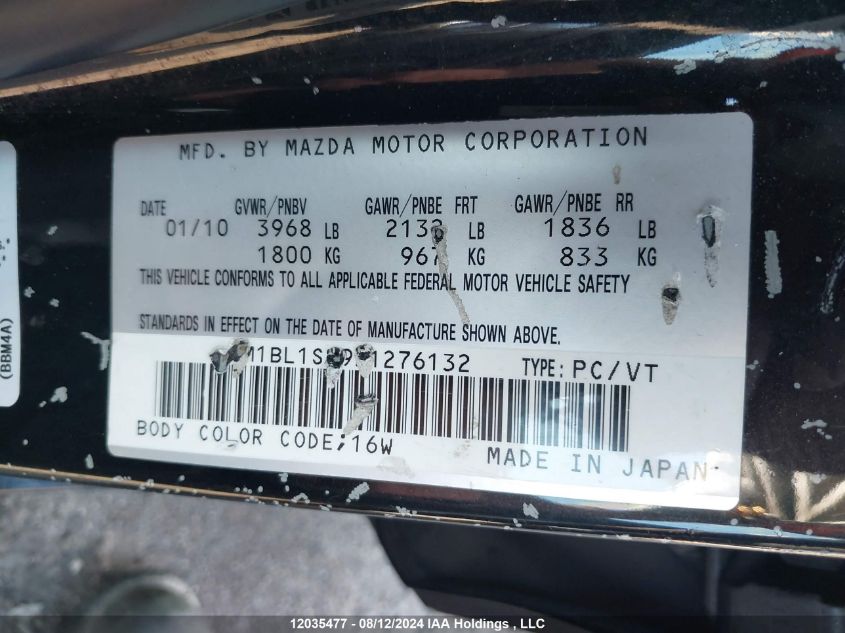 MFD. BY MAZDA MOTOR CORPORATION
DATE GVWR/PNBV GAWR/PNBE FRT GAWR/PNBE RR
01/10 3968 LB LB 1836 LB
1800 KG KG 833 KG
THIS VEHICLE CONFORMS TO ALL APPLICABLE FEDERAL MOTOR VEHICLE SAFETY
STANDARDS IN EFFECT ON THE DATE OF MANUFACTURE SHOWN ABOVE.
TYPE: PC/VT
BODY COLOR CODE;16W
MADE IN JAPAN
(BBM4A)
12035477 - 08/12/2024 IAA Holdings , LLC